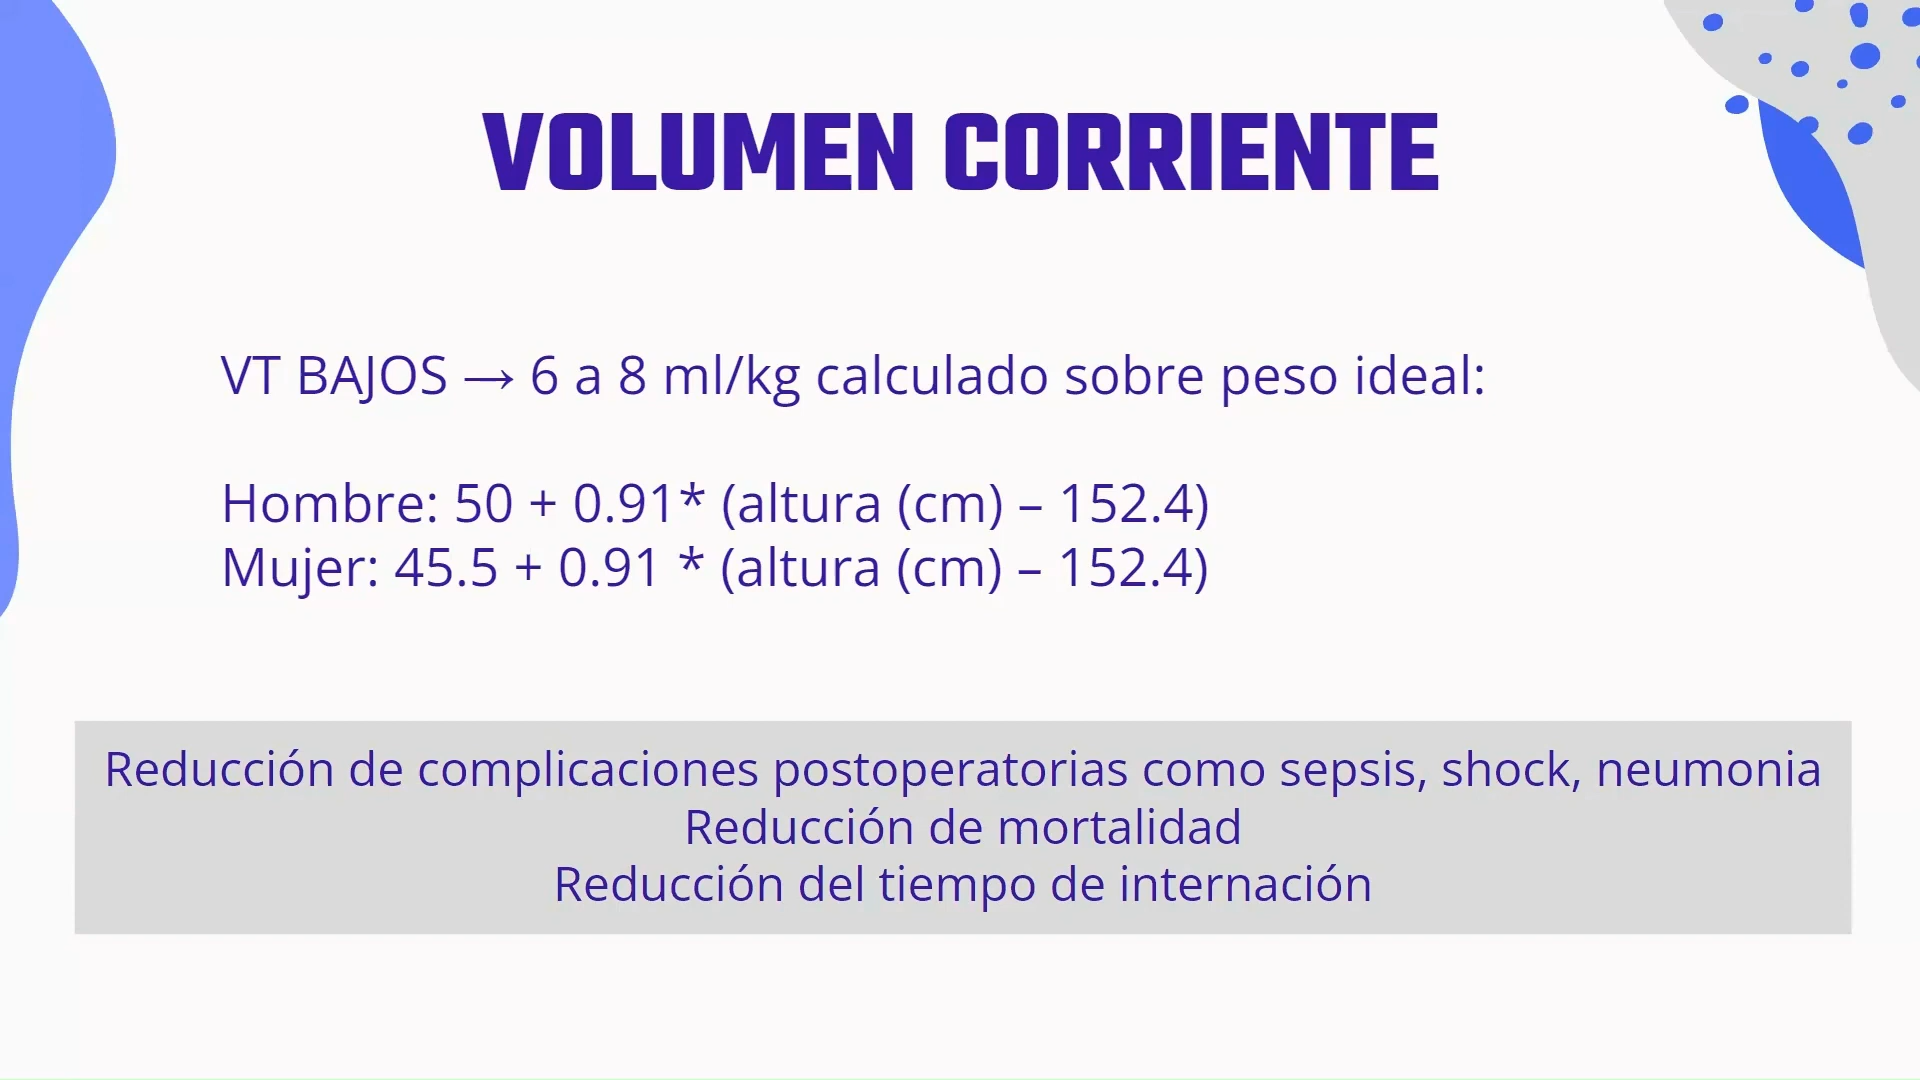 VOLUMEN CORRIENTE
VT BAJOS → 6 a 8 ml/kg calculado sobre peso ideal:
Hombre: 50 + 0.91* (altura (cm) – 152.4)
Mujer: 45.5 + 0.91 * (altura (cm) – 152.4)
Reducción de complicaciones postoperatorias como sepsis, shock, neumonia
Reducción de mortalidad
Reducción del tiempo de internación